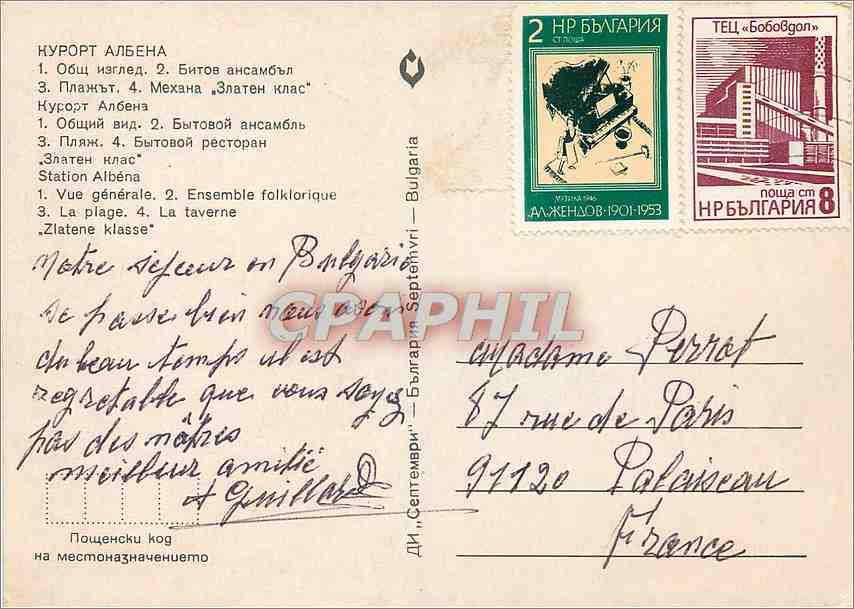 КУРОРТ АЛБЕНА
1. Общ изглед. 2. Битов ансамбъл
3. Плажът. 4. Механа „Златен клас"
Курорт Албена
1. Общий вид. 2. Бытовой ансамбль
3. Пляж. 4. Бытовой ресторан
„Златен клас"
Station Albéna
1. Vue générale. 2. Ensemble folklorique
3. La plage. 4. La taverne
„Zlatene klasse"
Notre séjour en Bulgarie
se passe bien nous avons
du beau temps il est
regretable que vous soyez
pas des nôtres
meilleur amitié
A Guillard
Пощенски код
на местоназначението
ДИ „Септември" — България Septemvri — Bulgaria
CPAPHIL
2 НР БЪЛГАРИЯ
СТ ПОЩА
МУЗИКА 1946
АЛ.ЖЕНДОВ·1901-1953
ТЕЦ «Бобовдол»
поща ст 8
НР БЪЛГАРИЯ
Madame Perrot
87 rue de Paris
91120 Palaiseau
France